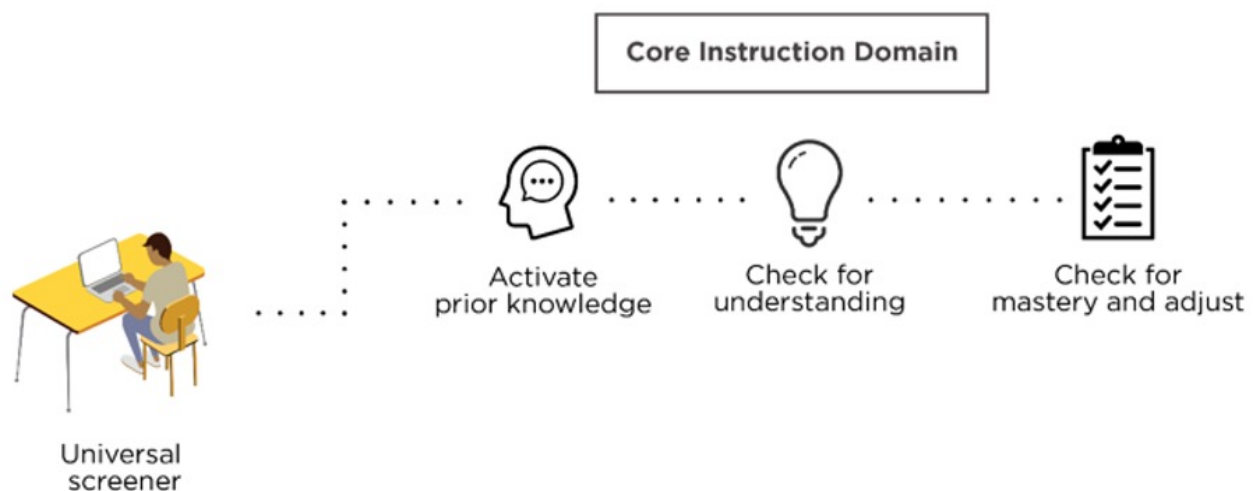 Core Instruction Domain
Activate
prior knowledge
Check for
understanding
Check for
mastery and adjust
Universal
screener